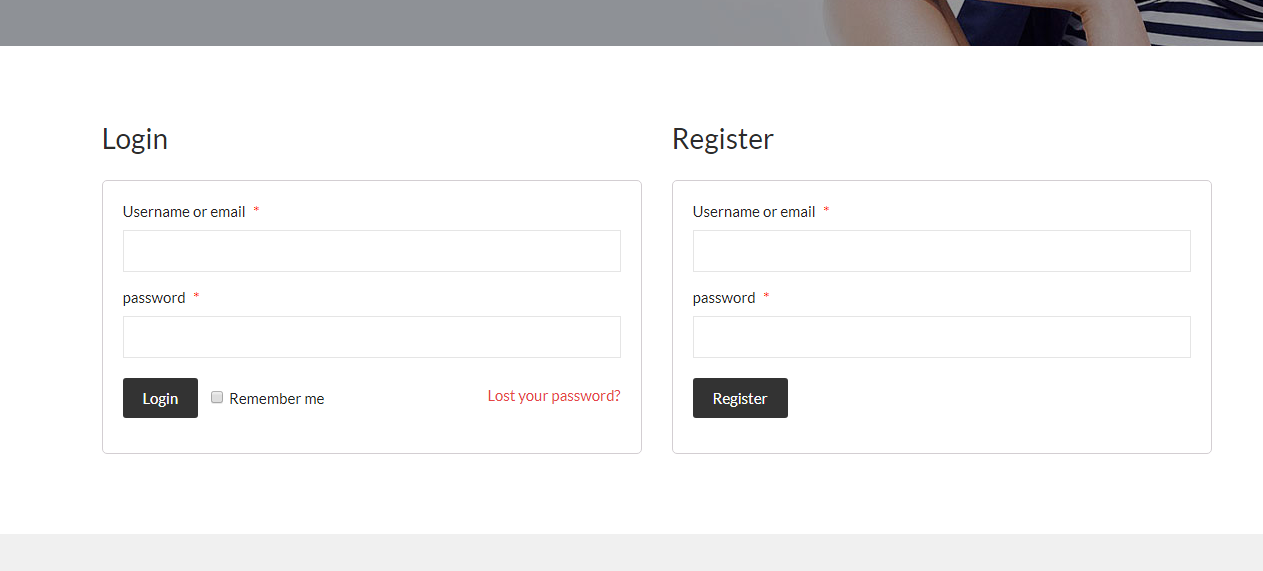 Login
Username or email *
password *
Login
Remember me
Lost your password?
Register
Username or email *
password *
Register